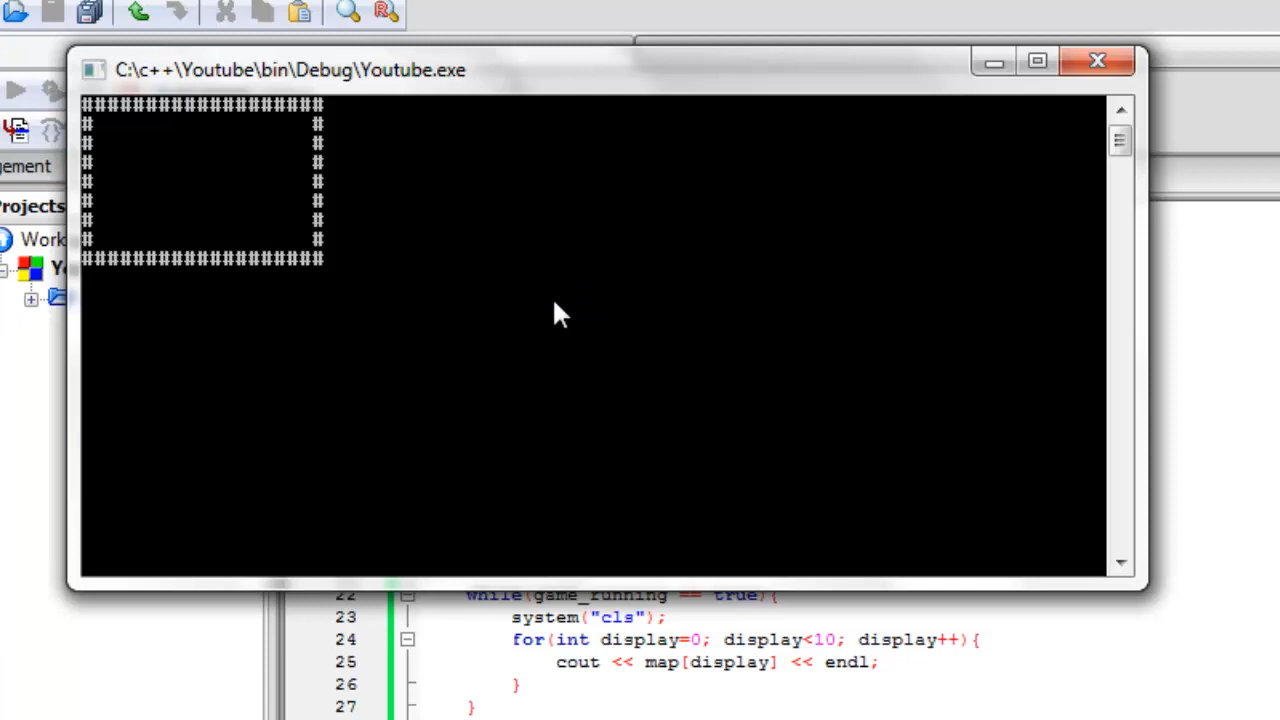 C:\c++\Youtube\bin\Debug\Youtube.exe
###################
#                 #
#                 #
#                 #
#                 #
#                 #
#                 #
#                 #
###################
gement
Projects
Work
Yo
22 while(game_running == true){
23 system("cls");
24 for(int display=0; display<10; display++){
25 cout << map[display] << endl;
26 }
27 }